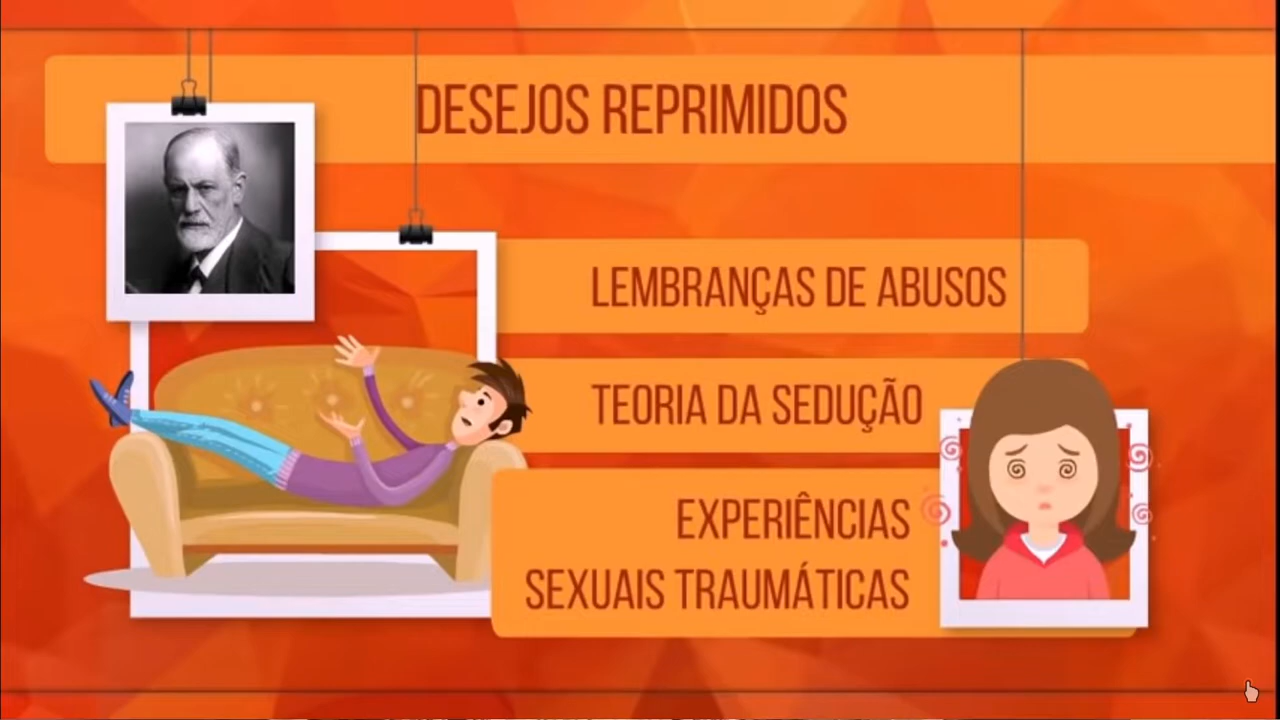 DESEJOS REPRIMIDOS
LEMBRANÇAS DE ABUSOS
TEORIA DA SEDUÇÃO
EXPERIÊNCIAS
SEXUAIS TRAUMÁTICAS